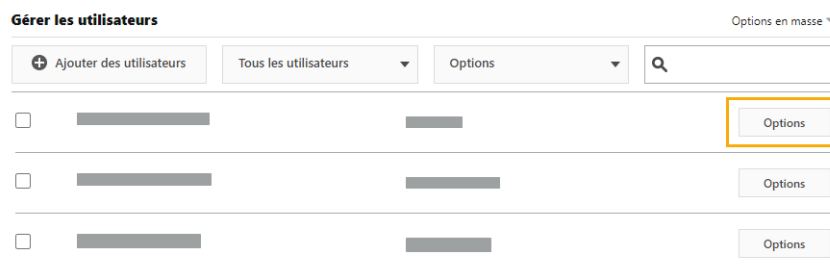 Gérer les utilisateurs
Options en masse
Ajouter des utilisateurs
Tous les utilisateurs
Options
Options
Options
Options